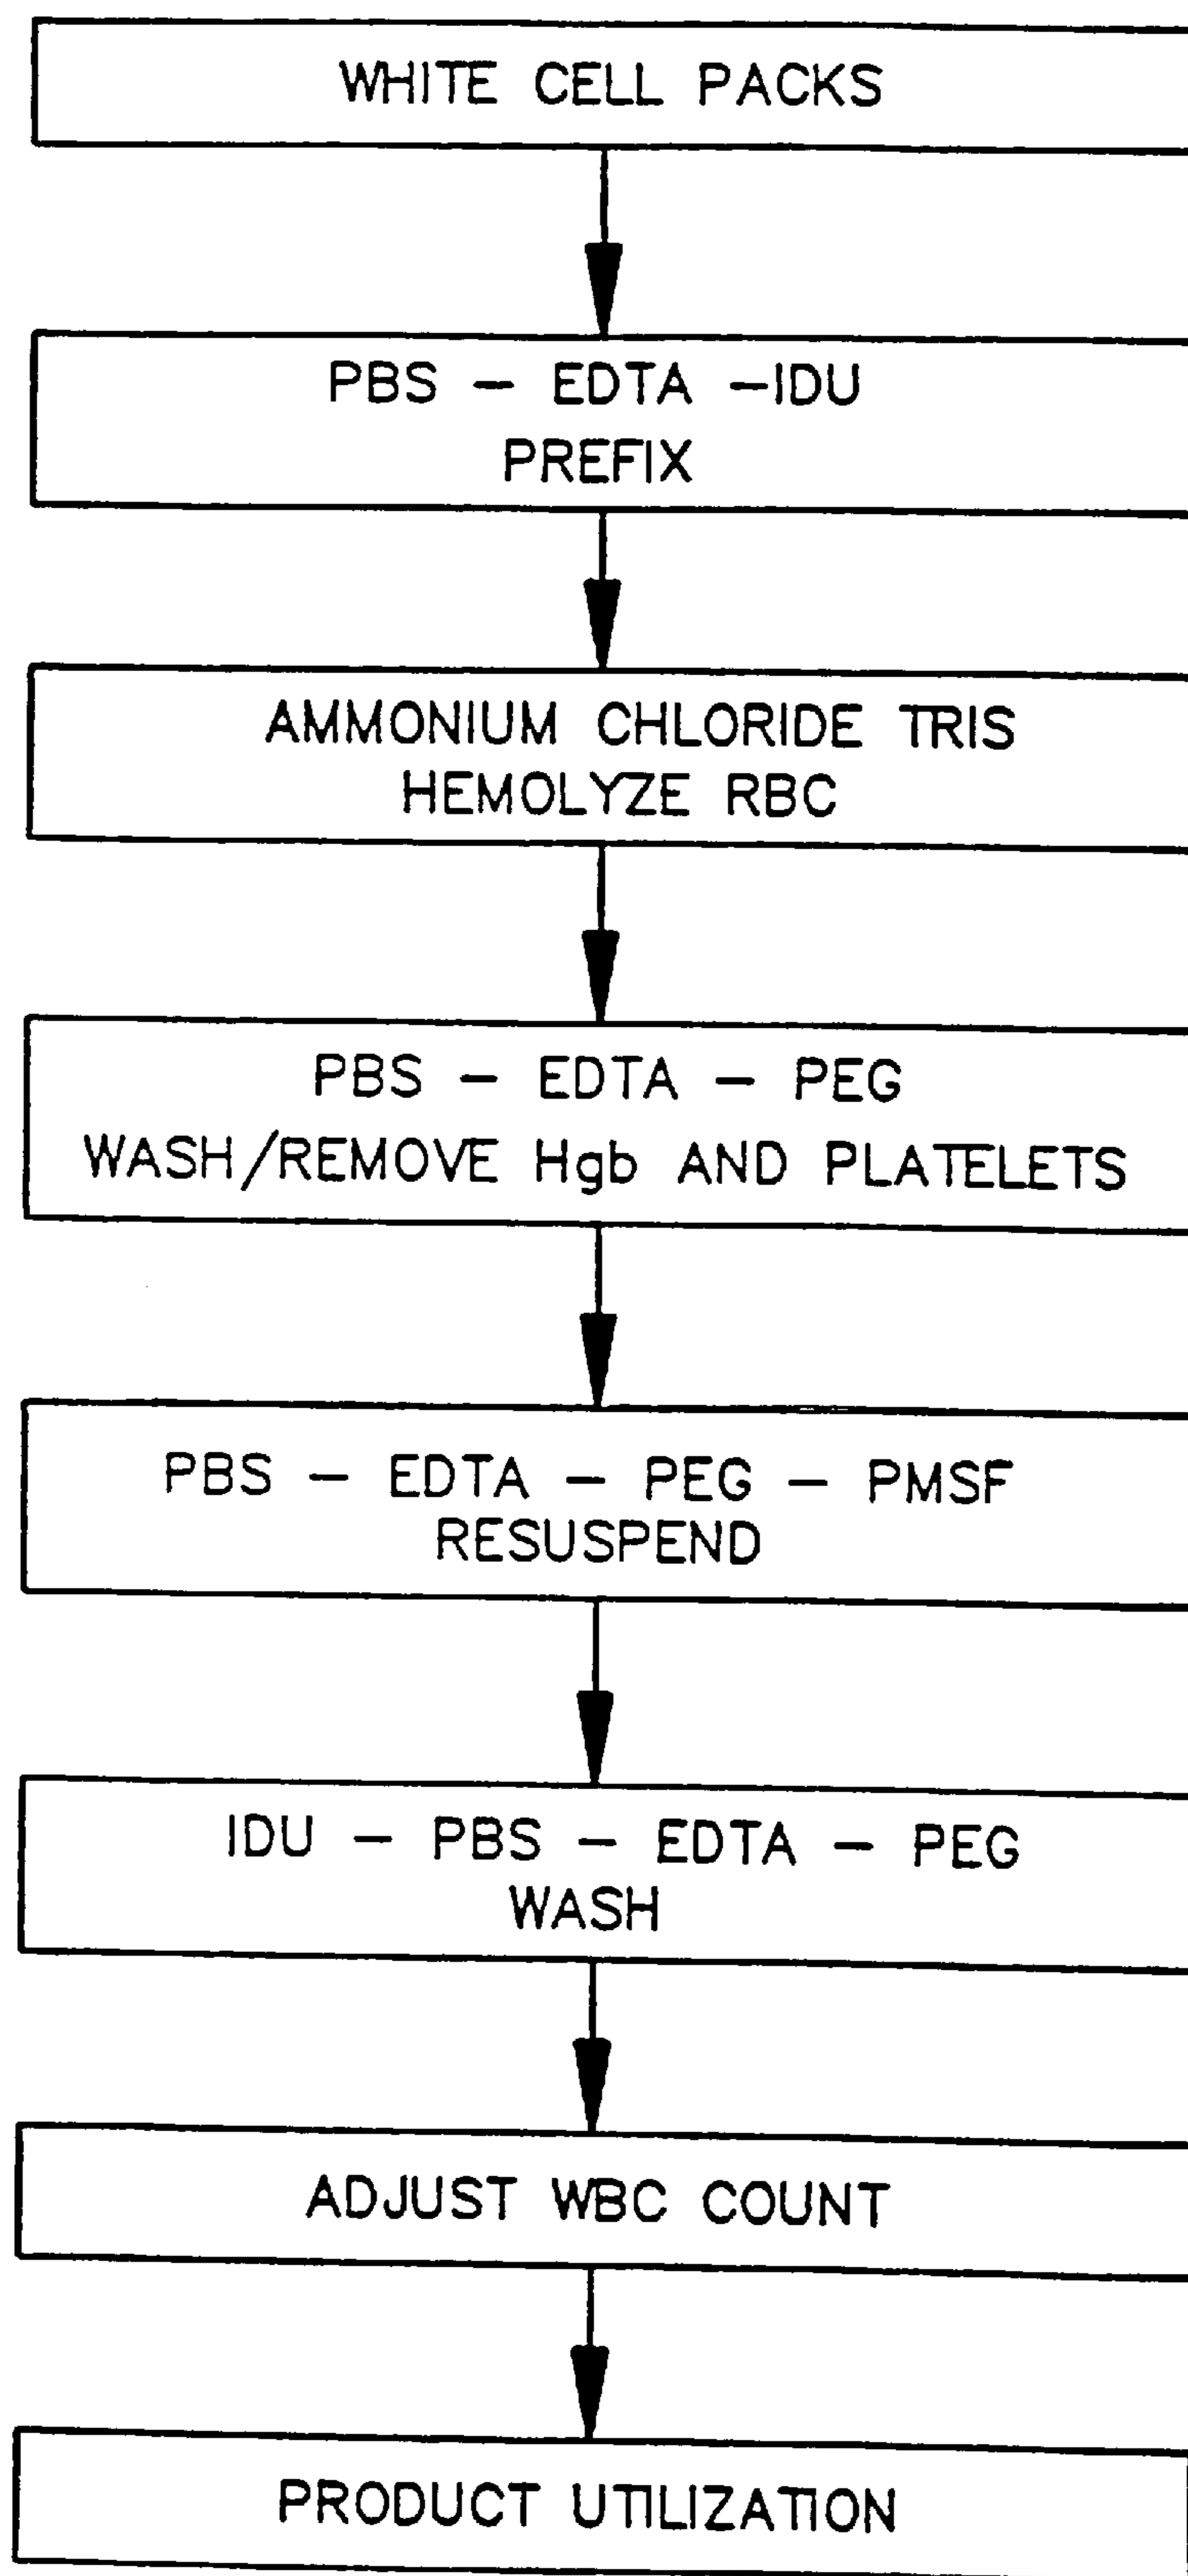 WHITE CELL PACKS
PBS - EDTA -IDU
PREFIX
AMMONIUM CHLORIDE TRIS
HEMOLYZE RBC
PBS - EDTA - PEG
WASH/REMOVE Hgb AND PLATELETS
PBS - EDTA - PEG - PMSF
RESUSPEND
IDU - PBS - EDTA - PEG
WASH
ADJUST WBC COUNT
PRODUCT UTILIZATION